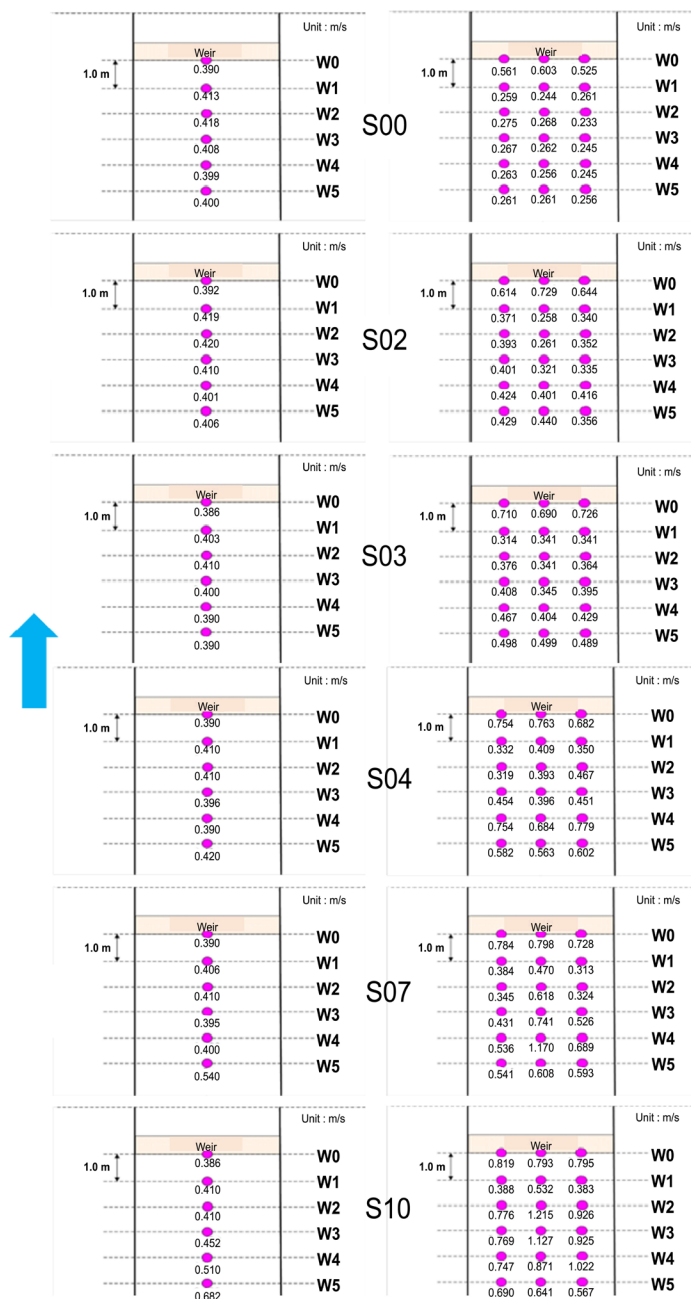 Unit : m/s
Weir
W0
1.0 m
0.390
W1
0.413
W2
0.418
W3
0.408
W4
0.399
W5
0.400
S00
Unit : m/s
Weir
W0
1.0 m
0.561 0.603 0.525
W1
0.259 0.244 0.261
W2
0.275 0.268 0.233
W3
0.267 0.262 0.245
W4
0.263 0.256 0.245
W5
0.261 0.261 0.256
Unit : m/s
Weir
W0
1.0 m
0.392
W1
0.419
W2
0.420
W3
0.410
W4
0.401
W5
0.406
S02
Unit : m/s
Weir
W0
1.0 m
0.614 0.729 0.644
W1
0.371 0.258 0.340
W2
0.393 0.261 0.352
W3
0.401 0.321 0.335
W4
0.424 0.401 0.416
W5
0.429 0.440 0.356
Unit : m/s
Weir
W0
1.0 m
0.386
W1
0.403
W2
0.410
W3
0.400
W4
0.390
W5
0.390
S03
Unit : m/s
Weir
W0
1.0 m
0.710 0.690 0.726
W1
0.314 0.341 0.341
W2
0.376 0.341 0.364
W3
0.408 0.345 0.395
W4
0.467 0.404 0.429
W5
0.498 0.499 0.489
Unit : m/s
Weir
W0
1.0 m
0.390
W1
0.410
W2
0.410
W3
0.396
W4
0.390
W5
0.420
S04
Unit : m/s
Weir
W0
1.0 m
0.754 0.763 0.682
W1
0.332 0.409 0.350
W2
0.319 0.393 0.467
W3
0.454 0.396 0.451
W4
0.754 0.684 0.779
W5
0.582 0.563 0.602
Unit : m/s
Weir
W0
1.0 m
0.390
W1
0.406
W2
0.410
W3
0.395
W4
0.400
W5
0.540
S07
Unit : m/s
Weir
W0
1.0 m
0.784 0.798 0.728
W1
0.384 0.470 0.313
W2
0.345 0.618 0.324
W3
0.431 0.741 0.526
W4
0.536 1.170 0.689
W5
0.541 0.608 0.593
Unit : m/s
Weir
W0
1.0 m
0.386
W1
0.410
W2
0.410
W3
0.452
W4
0.510
W5
0.682
S10
Unit : m/s
Weir
W0
1.0 m
0.819 0.793 0.795
W1
0.388 0.532 0.383
W2
0.776 1.215 0.926
W3
0.769 1.127 0.925
W4
0.747 0.871 1.022
W5
0.690 0.641 0.567